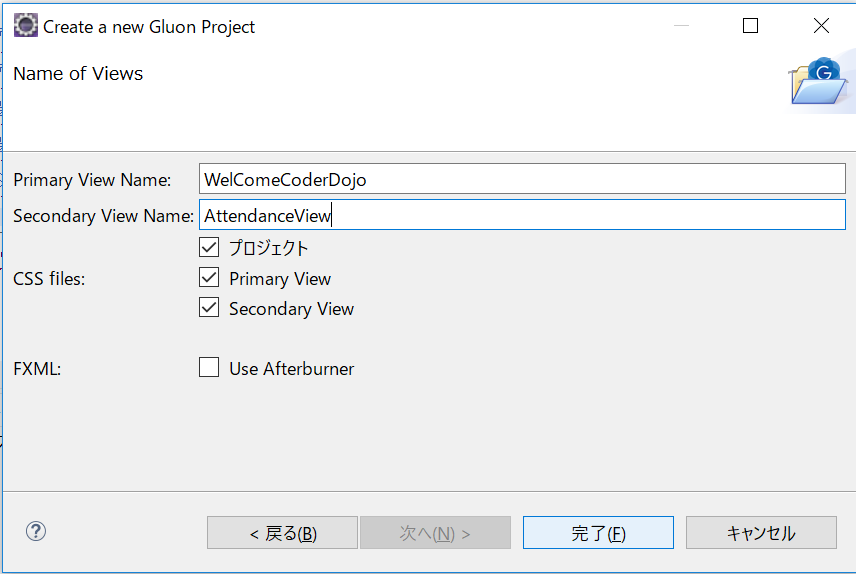 Create a new Gluon Project
Name of Views
G
Primary View Name: WelComeCoderDojo
Secondary View Name: AttendanceView
プロジェクト
CSS files: Primary View
Secondary View
FXML: Use Afterburner
? < 戻る(B) 次へ(N) > 完了(F) キャンセル